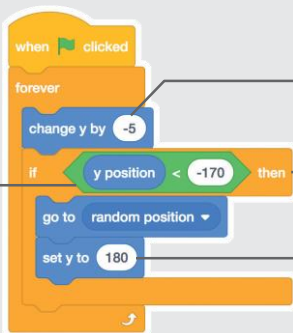 when clicked
forever
change y by -5
if y position < -170 then
go to random position
set y to 180